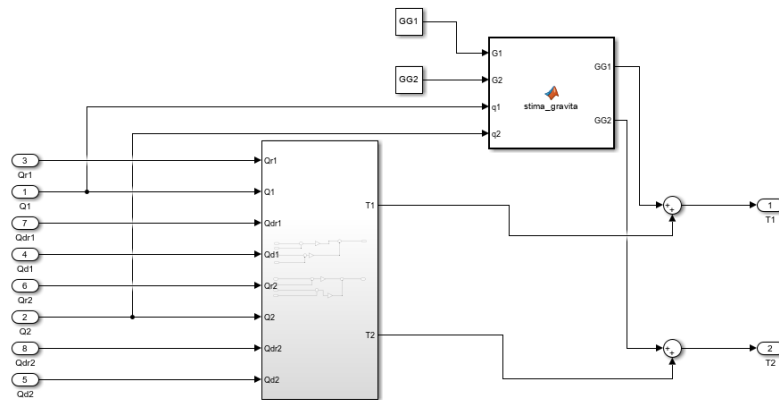 GG1
GG2
G1
G2
q1
q2
stima_gravita
GG1
GG2
3
Qr1
1
Q1
7
Qdr1
4
Qd1
6
Qr2
2
Q2
8
Qdr2
5
Qd2
Qr1
Q1
Qdr1
Qd1
Qr2
Q2
Qdr2
Qd2
T1
T2
+
+
1
T1
+
+
2
T2